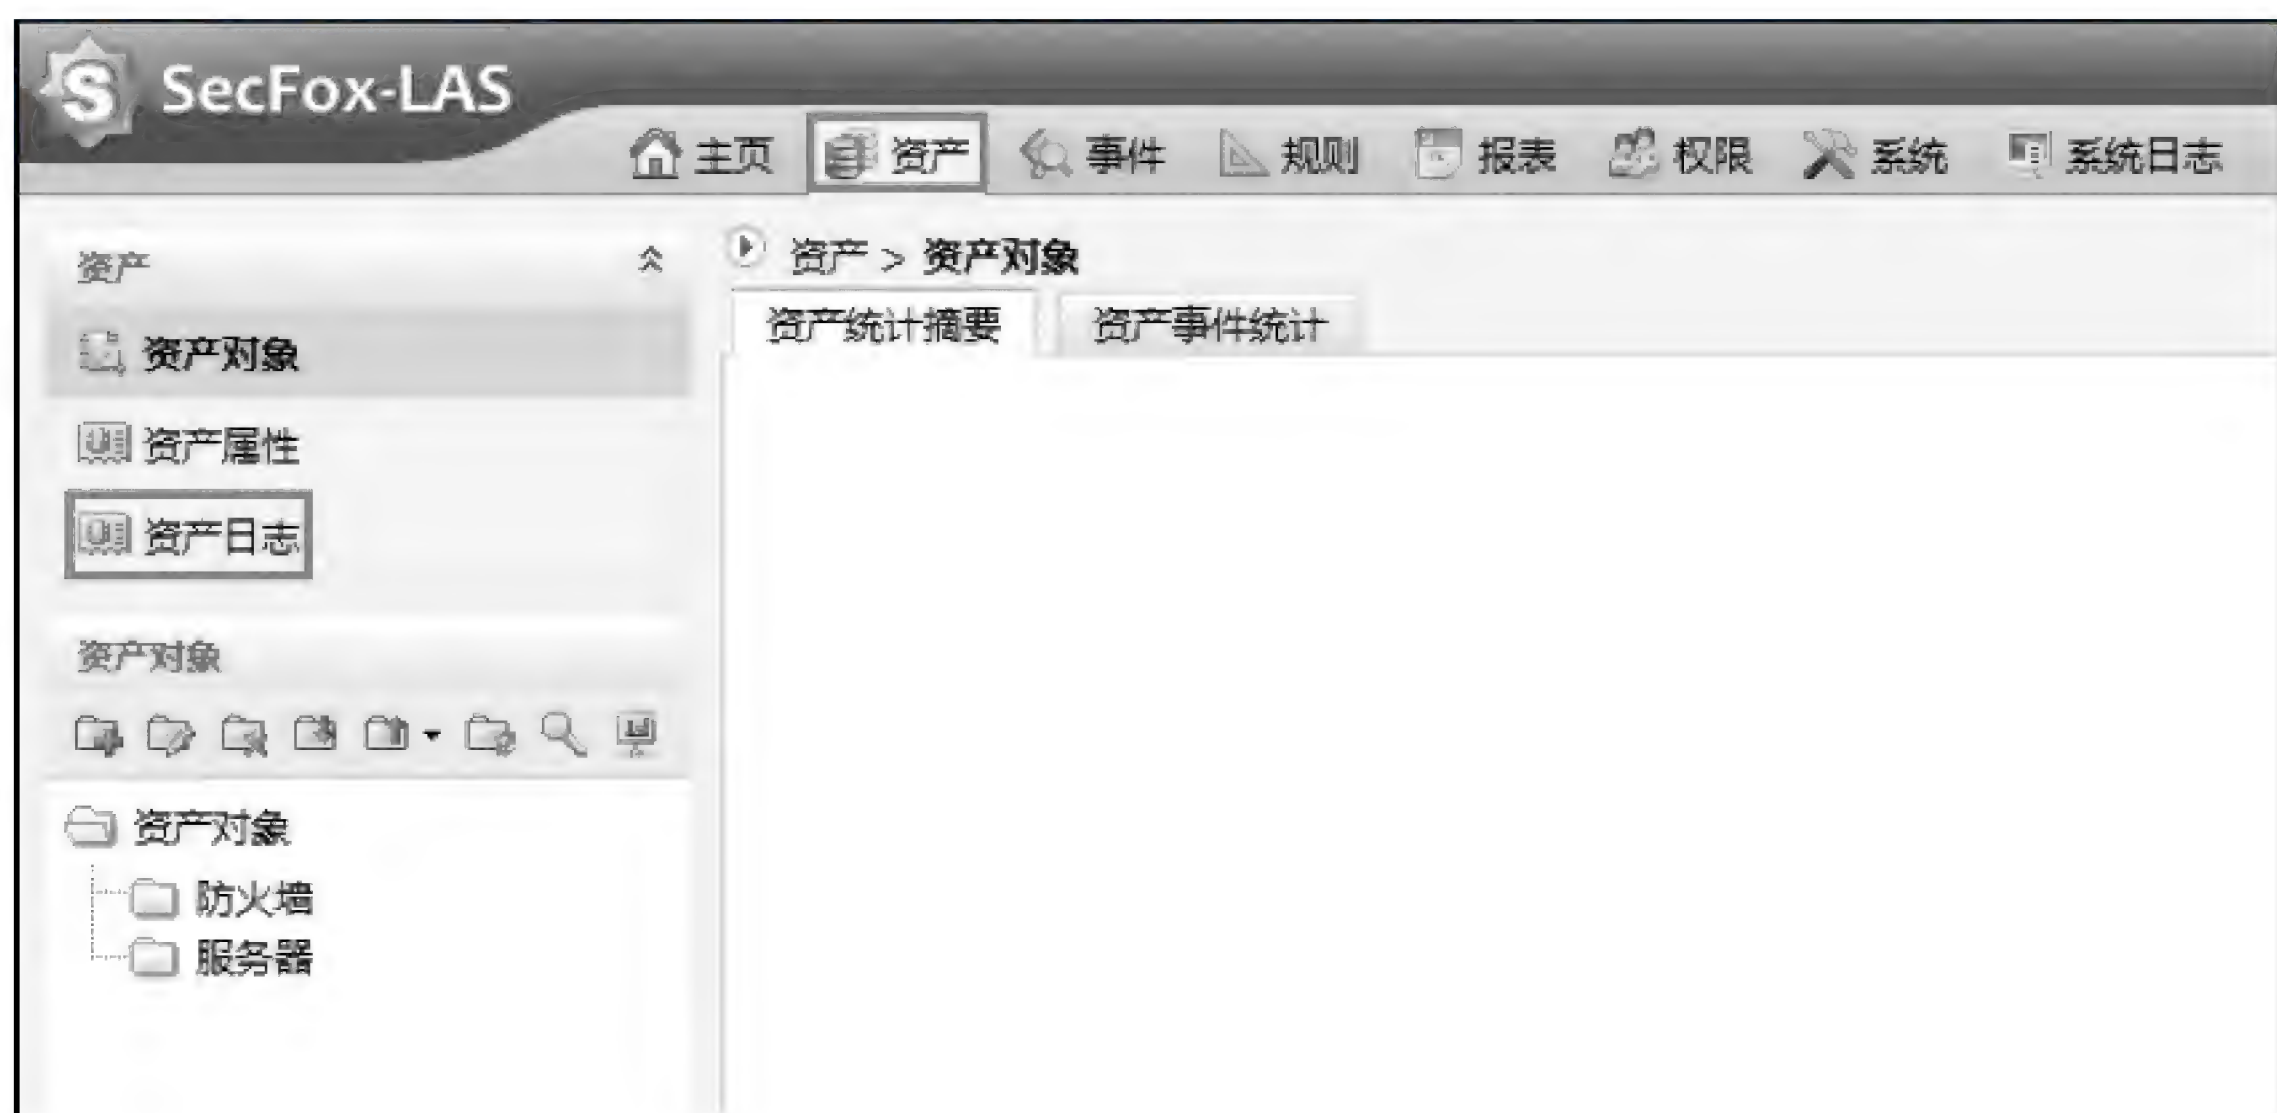 SecFox-LAS
主页 资产 事件 规则 报表 权限 系统 系统日志
资产
资产对象
资产属性
资产日志
资产对象
资产对象
防火墙
服务器
资产 > 资产对象
资产统计摘要 资产事件统计